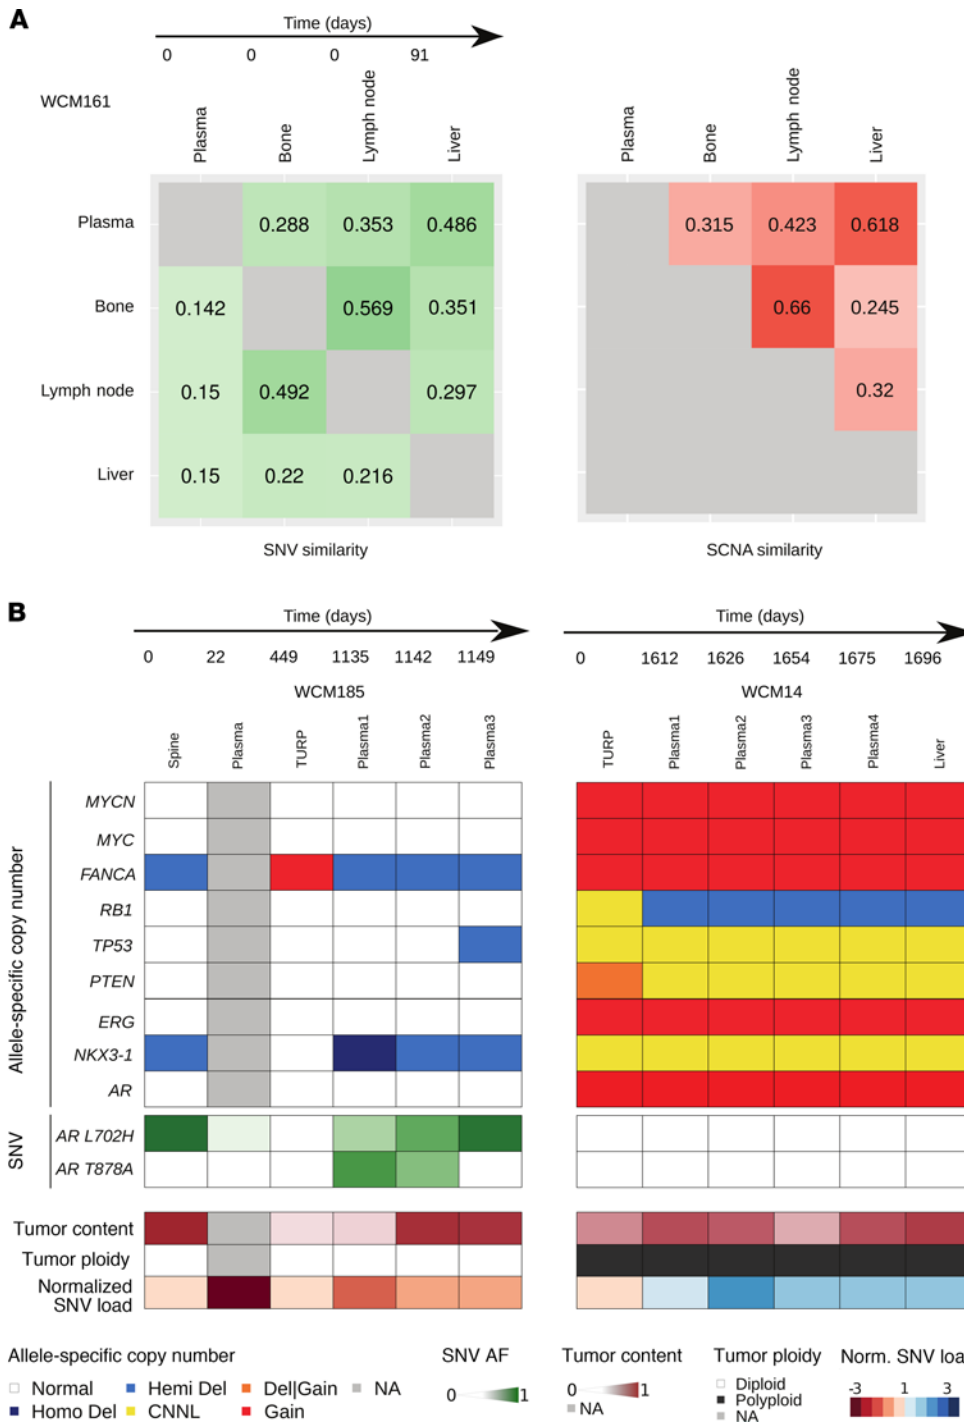 A
Time (days)
0 0 0 91
WCM161
Plasma Bone Lymph node Liver
Plasma Bone Lymph node Liver
Plasma 0.288 0.353 0.486 0.315 0.423 0.618
Bone 0.142 0.569 0.351 0.66 0.245
Lymph node 0.15 0.492 0.297 0.32
Liver 0.15 0.22 0.216
SNV similarity SCNA similarity
B
Time (days) Time (days)
0 22 449 1135 1142 1149 0 1612 1626 1654 1675 1696
WCM185 WCM14
Spine Plasma TURP Plasma1 Plasma2 Plasma3 TURP Plasma1 Plasma2 Plasma3 Plasma4 Liver
Allele-specific copy number
MYCN
MYC
FANCA
RB1
TP53
PTEN
ERG
NKX3-1
AR
SNV
AR L702H
AR T878A
Tumor content
Tumor ploidy
Normalized
SNV load
Allele-specific copy number
Normal Hemi Del Del|Gain NA
Homo Del CNNL Gain
SNV AF
0 1
Tumor content
0 1
NA
Tumor ploidy
Diploid
Polyploid
NA
Norm. SNV loa
-3 1 3